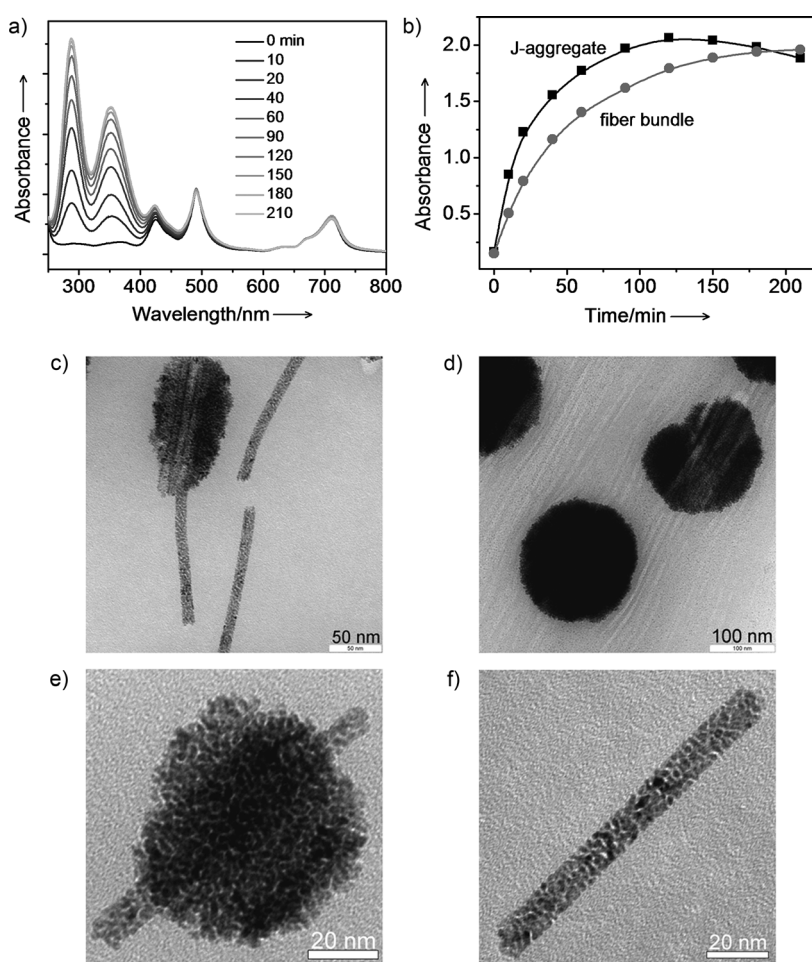 a)
Absorbance
0 min
10
20
40
60
90
120
150
180
210
300 400 500 600 700 800
Wavelength/nm
b)
Absorbance
2.0
1.5
1.0
0.5
J-aggregate
fiber bundle
0 50 100 150 200
Time/min
c)
50 nm
50 nm
d)
100 nm
100 nm
e)
20 nm
f)
20 nm